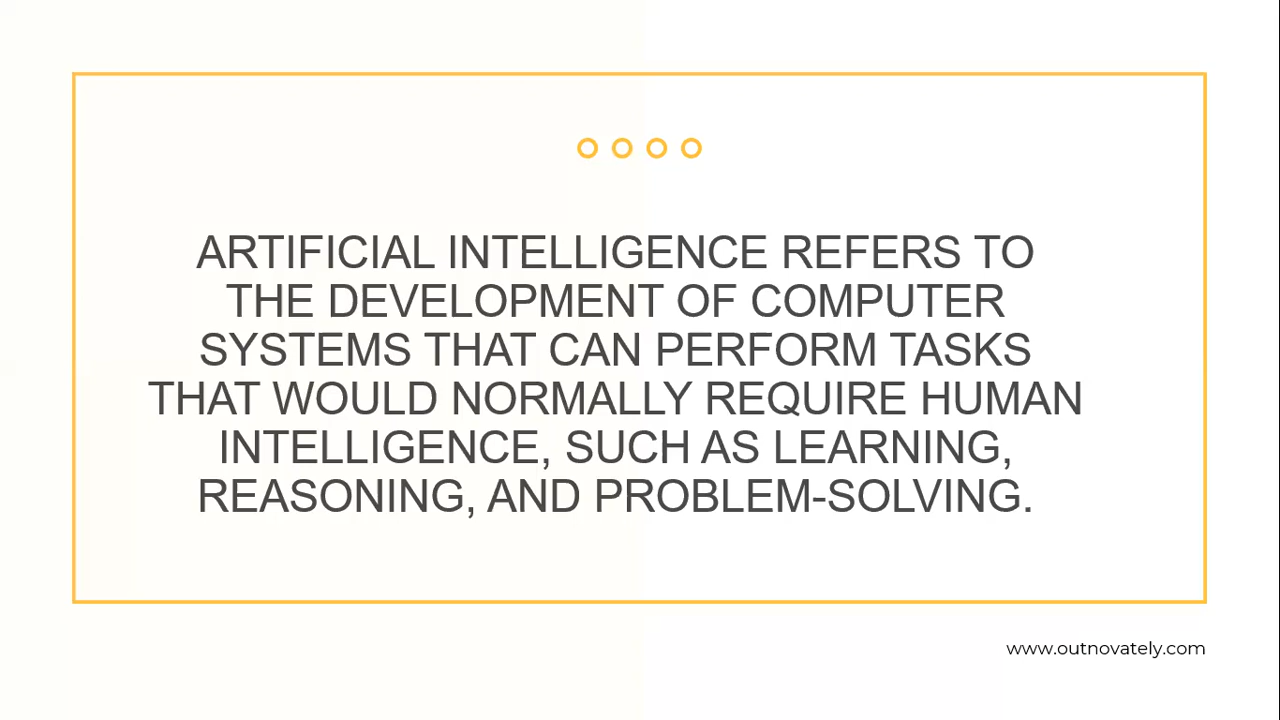 ARTIFICIAL INTELLIGENCE REFERS TO
THE DEVELOPMENT OF COMPUTER
SYSTEMS THAT CAN PERFORM TASKS
THAT WOULD NORMALLY REQUIRE HUMAN
INTELLIGENCE, SUCH AS LEARNING,
REASONING, AND PROBLEM-SOLVING.
www.outnovately.com